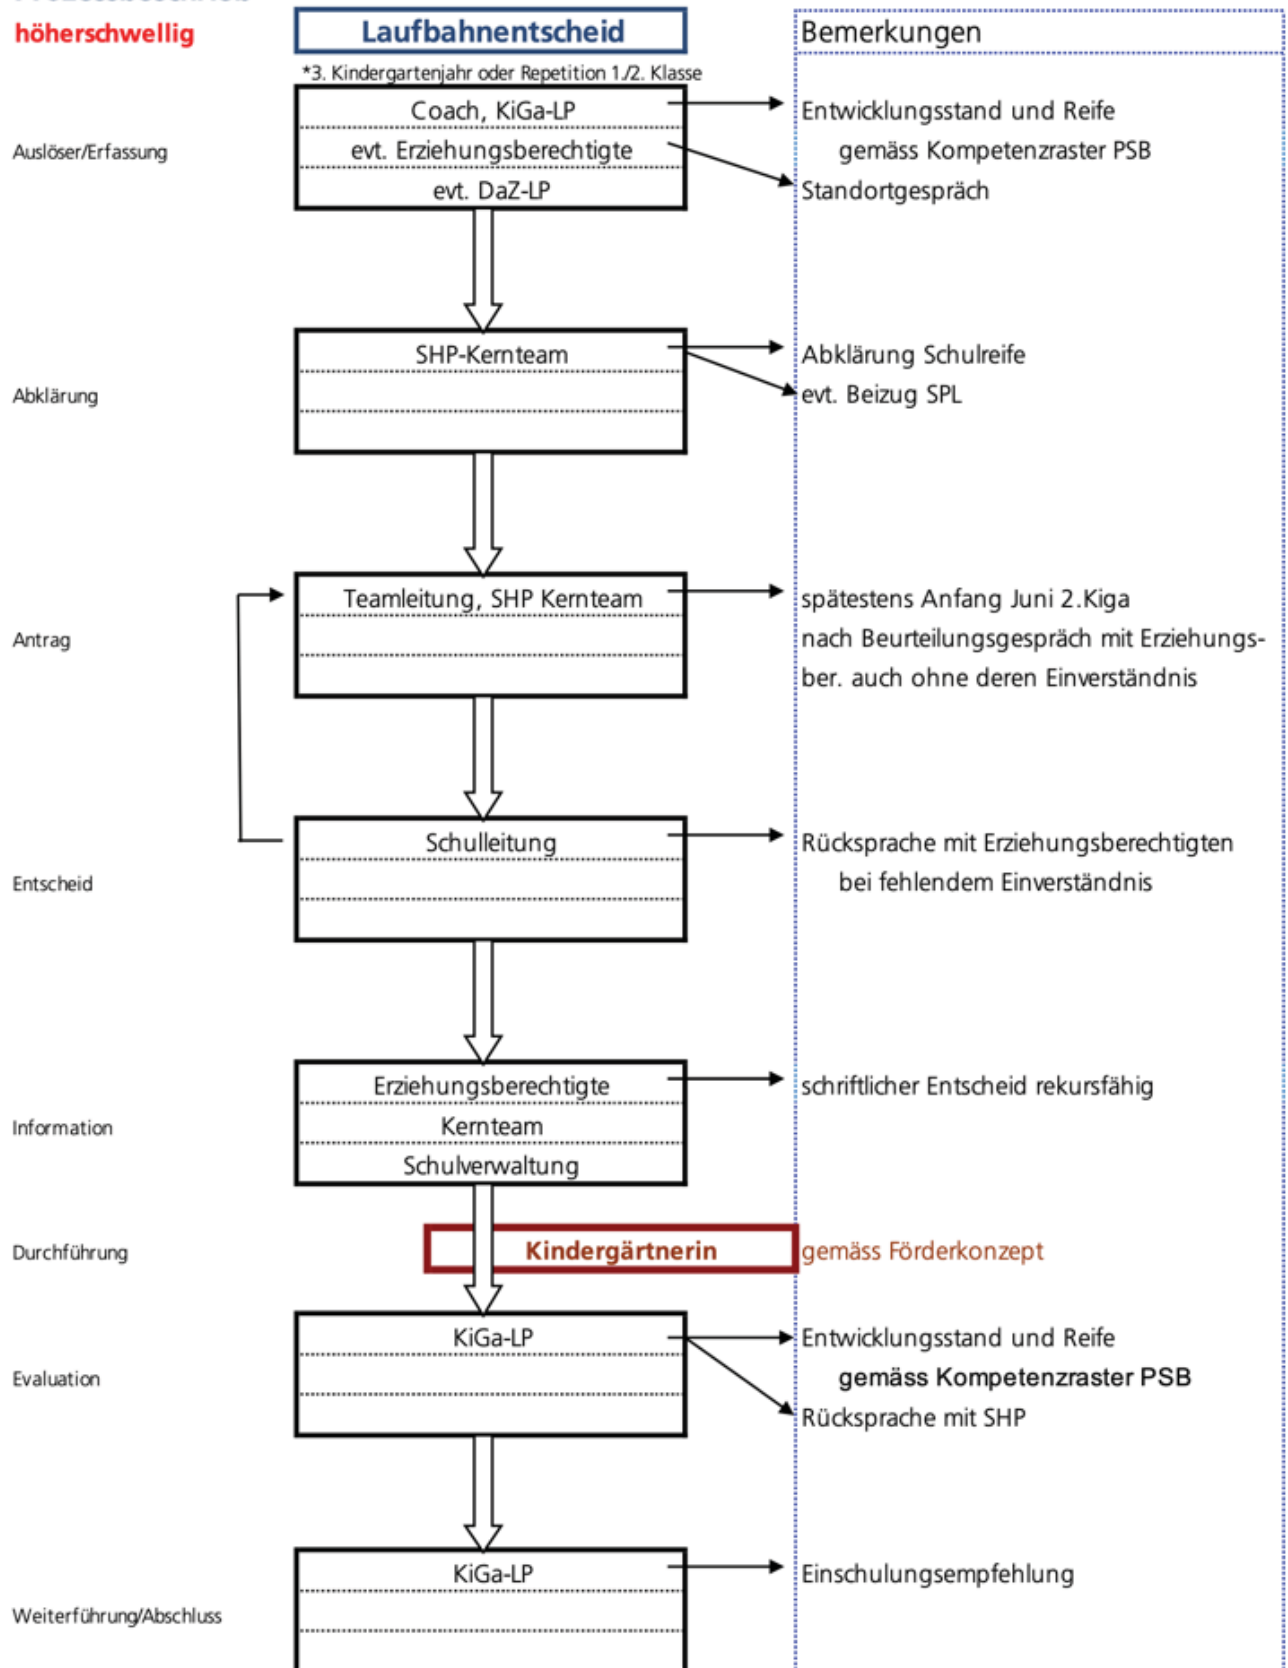 höherschwellig
Laufbahnentscheid
Bemerkungen
*3. Kindergartenjahr oder Repetition 1./2. Klasse
Auslöser/Erfassung
Coach, KiGa-LP
evt. Erziehungsberechtigte
evt. DaZ-LP
Entwicklungsstand und Reife
gemäss Kompetenzraster PSB
Standortgespräch
Abklärung
SHP-Kernteam
Abklärung Schulreife
evt. Beizug SPL
Antrag
Teamleitung, SHP Kernteam
spätestens Anfang Juni 2.Kiga
nach Beurteilungsgespräch mit Erziehungs-
ber. auch ohne deren Einverständnis
Entscheid
Schulleitung
Rücksprache mit Erziehungsberechtigten
bei fehlendem Einverständnis
Information
Erziehungsberechtigte
Kernteam
Schulverwaltung
schriftlicher Entscheid rekursfähig
Durchführung
Kindergärtnerin
gemäss Förderkonzept
Evaluation
KiGa-LP
Entwicklungsstand und Reife
gemäss Kompetenzraster PSB
Rücksprache mit SHP
Weiterführung/Abschluss
KiGa-LP
Einschulungsempfehlung